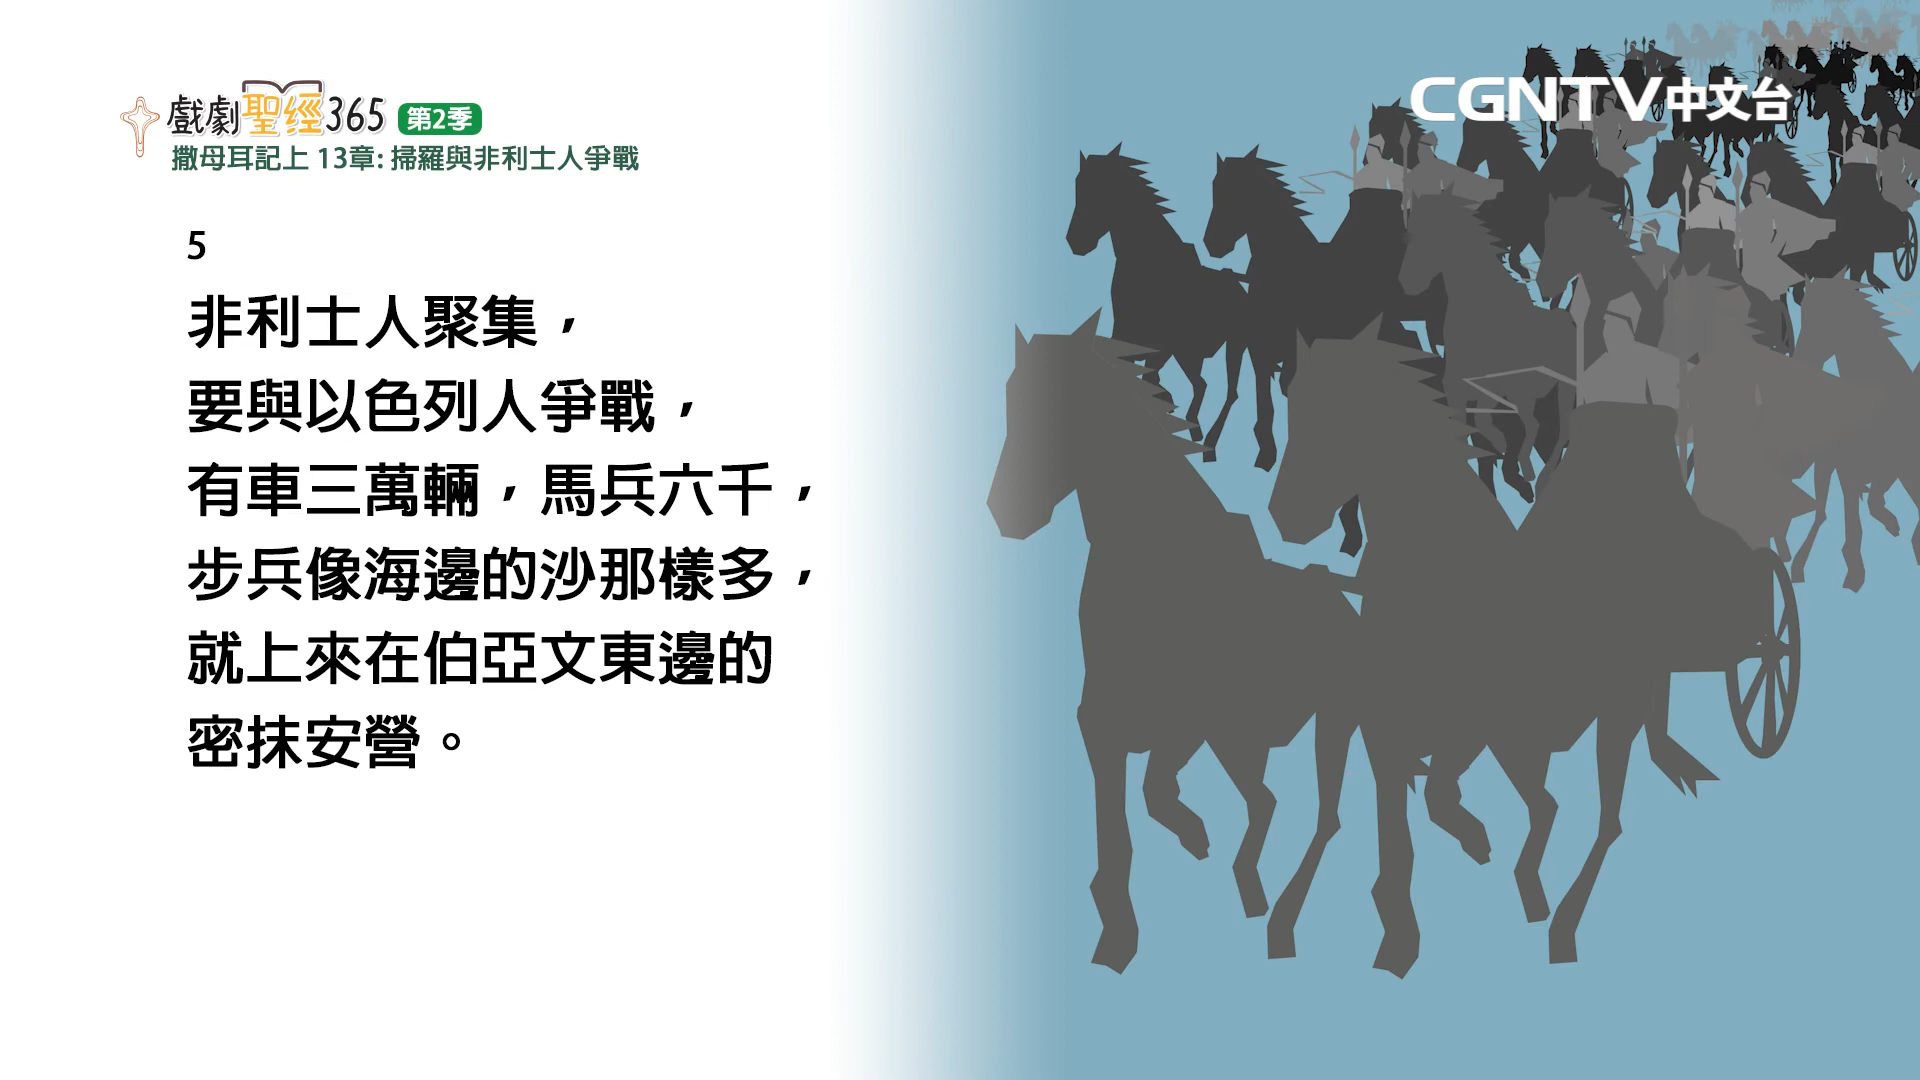 戲劇聖經365 第2季
CGNTV中文台
撒母耳記上 13章: 掃羅與非利士人爭戰
5
非利士人聚集，
要與以色列人爭戰，
有車三萬輛，馬兵六千，
步兵像海邊的沙那樣多，
就上來在伯亞文東邊的
密抹安營。